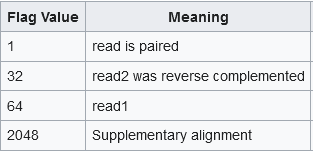 Flag Value Meaning
1 read is paired
32 read2 was reverse complemented
64 read1
2048 Supplementary alignment